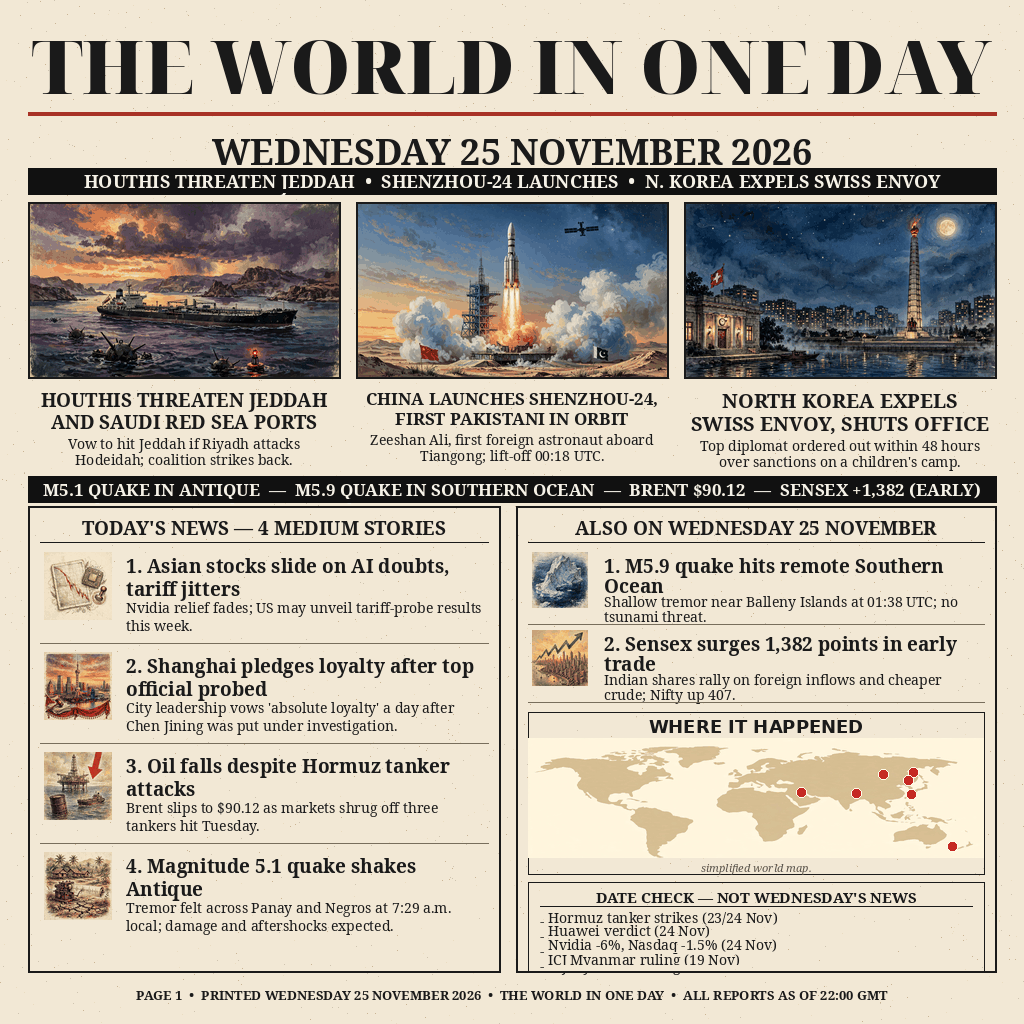 THE WORLD IN ONE DAY
WEDNESDAY 25 NOVEMBER 2026
HOUTHIS THREATEN JEDDAH • SHENZHOU-24 LAUNCHES • N. KOREA EXPELS SWISS ENVOY
HOUTHIS THREATEN JEDDAH
AND SAUDI RED SEA PORTS
Vow to hit Jeddah if Riyadh attacks
Hodeidah; coalition strikes back.
CHINA LAUNCHES SHENZHOU-24,
FIRST PAKISTANI IN ORBIT
Zeeshan Ali, first foreign astronaut aboard
Tiangong; lift-off 00:18 UTC.
NORTH KOREA EXPELS
SWISS ENVOY, SHUTS OFFICE
Top diplomat ordered out within 48 hours
over sanctions on a children's camp.
M5.1 QUAKE IN ANTIQUE — M5.9 QUAKE IN SOUTHERN OCEAN — BRENT $90.12 — SENSEX +1,382 (EARLY)
TODAY'S NEWS — 4 MEDIUM STORIES
1. Asian stocks slide on AI doubts,
tariff jitters
Nvidia relief fades; US may unveil tariff-probe results
this week.
2. Shanghai pledges loyalty after top
official probed
City leadership vows 'absolute loyalty' a day after
Chen Jining was put under investigation.
3. Oil falls despite Hormuz tanker
attacks
Brent slips to $90.12 as markets shrug off three
tankers hit Tuesday.
4. Magnitude 5.1 quake shakes
Antique
Tremor felt across Panay and Negros at 7:29 a.m.
local; damage and aftershocks expected.
ALSO ON WEDNESDAY 25 NOVEMBER
1. M5.9 quake hits remote Southern
Ocean
Shallow tremor near Balleny Islands at 01:38 UTC; no
tsunami threat.
2. Sensex surges 1,382 points in early
trade
Indian shares rally on foreign inflows and cheaper
crude; Nifty up 407.
WHERE IT HAPPENED
simplified world map.
DATE CHECK — NOT WEDNESDAY'S NEWS
- Hormuz tanker strikes (23/24 Nov)
- Huawei verdict (24 Nov)
- Nvidia -6%, Nasdaq -1.5% (24 Nov)
- ICJ Myanmar ruling (19 Nov)
PAGE 1 • PRINTED WEDNESDAY 25 NOVEMBER 2026 • THE WORLD IN ONE DAY • ALL REPORTS AS OF 22:00 GMT